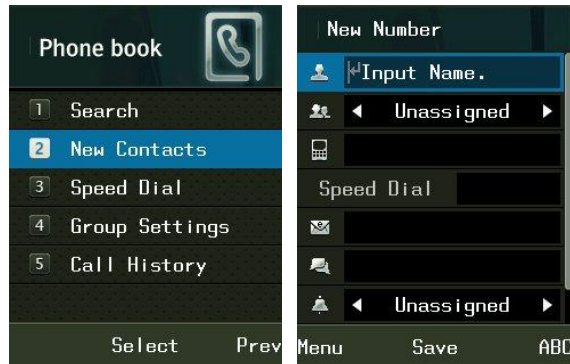 Phone book
1 Search
2 New Contacts
3 Speed Dial
4 Group Settings
5 Call History
Select Prev
New Number
Input Name.
Unassigned
Speed Dial
Unassigned
Menu Save ABC